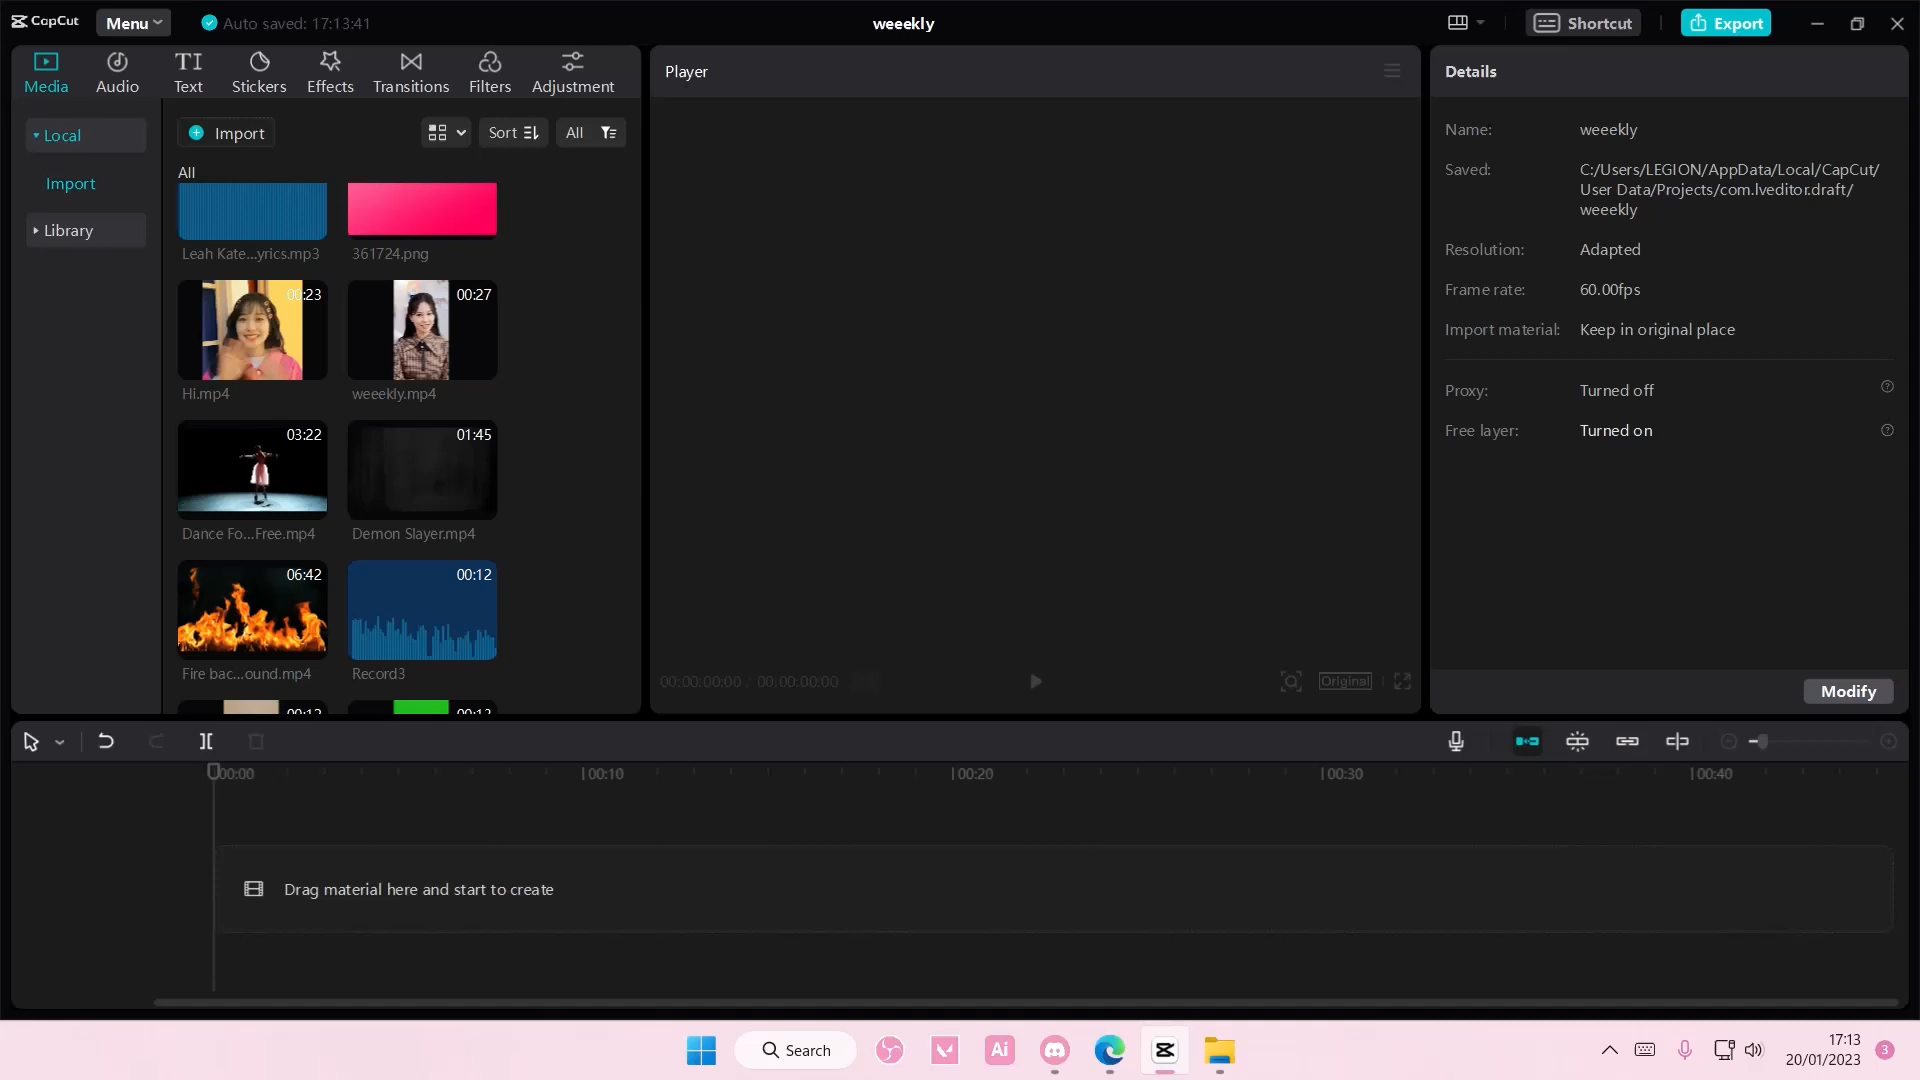 CapCut
Menu
Auto saved: 17:13:41
weeekly
Shortcut
Export
Media
Audio
Text
Stickers
Effects
Transitions
Filters
Adjustment
Player
Details
Local
Import
Library
Import
Sort
All
All
Leah Kate...yrics.mp3
361724.png
00:23
00:27
Hi.mp4
weeekly.mp4
03:22
01:45
Dance Fo...Free.mp4
Demon Slayer.mp4
06:42
00:12
Fire bac...ound.mp4
Record3
00:00:00:00 / 00:00:00:00
Original
Name:
weeekly
Saved:
C:/Users/LEGION/AppData/Local/CapCut/
User Data/Projects/com.lveditor.draft/
weeekly
Resolution:
Adapted
Frame rate:
60.00fps
Import material:
Keep in original place
Proxy:
Turned off
Free layer:
Turned on
Modify
00:00
00:10
00:20
00:30
00:40
Drag material here and start to create
Search
Ai
17:13
20/01/2023
3